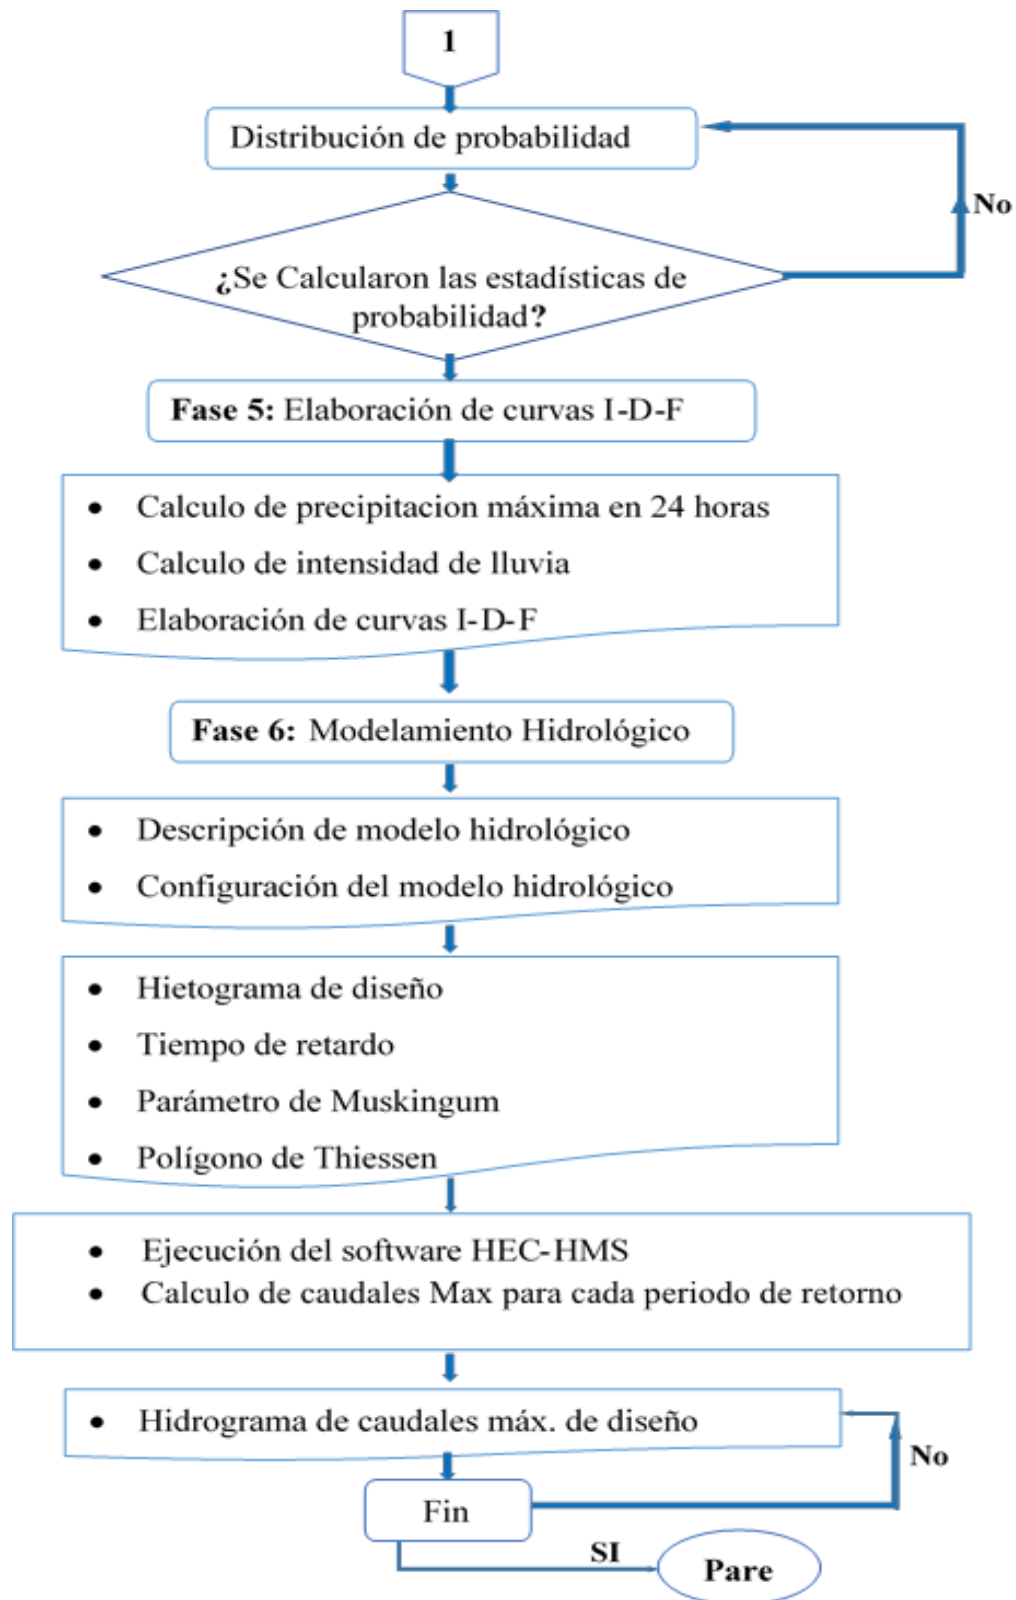 1
Distribución de probabilidad
No
¿Se Calcularon las estadísticas de
probabilidad?
Fase 5: Elaboración de curvas I-D-F
• Calculo de precipitacion máxima en 24 horas
• Calculo de intensidad de lluvia
• Elaboración de curvas I-D-F
Fase 6: Modelamiento Hidrológico
• Descripción de modelo hidrológico
• Configuración del modelo hidrológico
• Hietograma de diseño
• Tiempo de retardo
• Parámetro de Muskingum
• Polígono de Thiessen
• Ejecución del software HEC-HMS
• Calculo de caudales Max para cada periodo de retorno
• Hidrograma de caudales máx. de diseño
No
Fin
SI
Pare